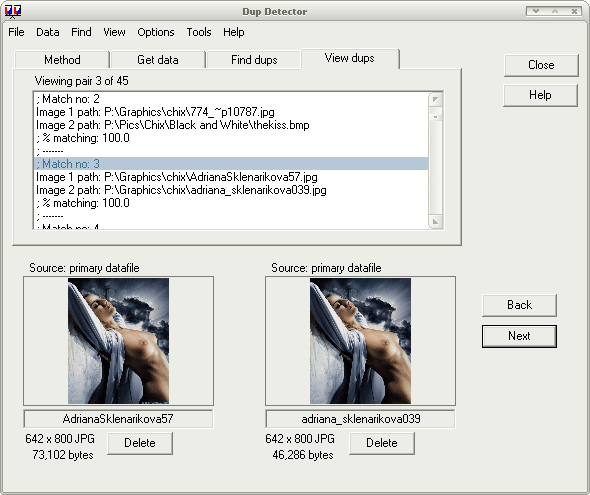 Dup Detector
File Data Find View Options Tools Help
Method Get data Find dups View dups
Close
Help
Viewing pair 3 of 45
; Match no: 2
Image 1 path: P:\Graphics\chix\774_~p10787.jpg
Image 2 path: P:\Pics\Chix\Black and White\thekiss.bmp
; % matching: 100.0
; -------
; Match no: 3
Image 1 path: P:\Graphics\chix\AdrianaSklenarikova57.jpg
Image 2 path: P:\Graphics\chix\adriana_sklenarikova039.jpg
; % matching: 100.0
; -------
; Match no: 4
Source: primary datafile Source: primary datafile
Back
Next
AdrianaSklenarikova57 adriana_sklenarikova039
642 x 800 JPG Delete 642 x 800 JPG Delete
73,102 bytes 46,286 bytes